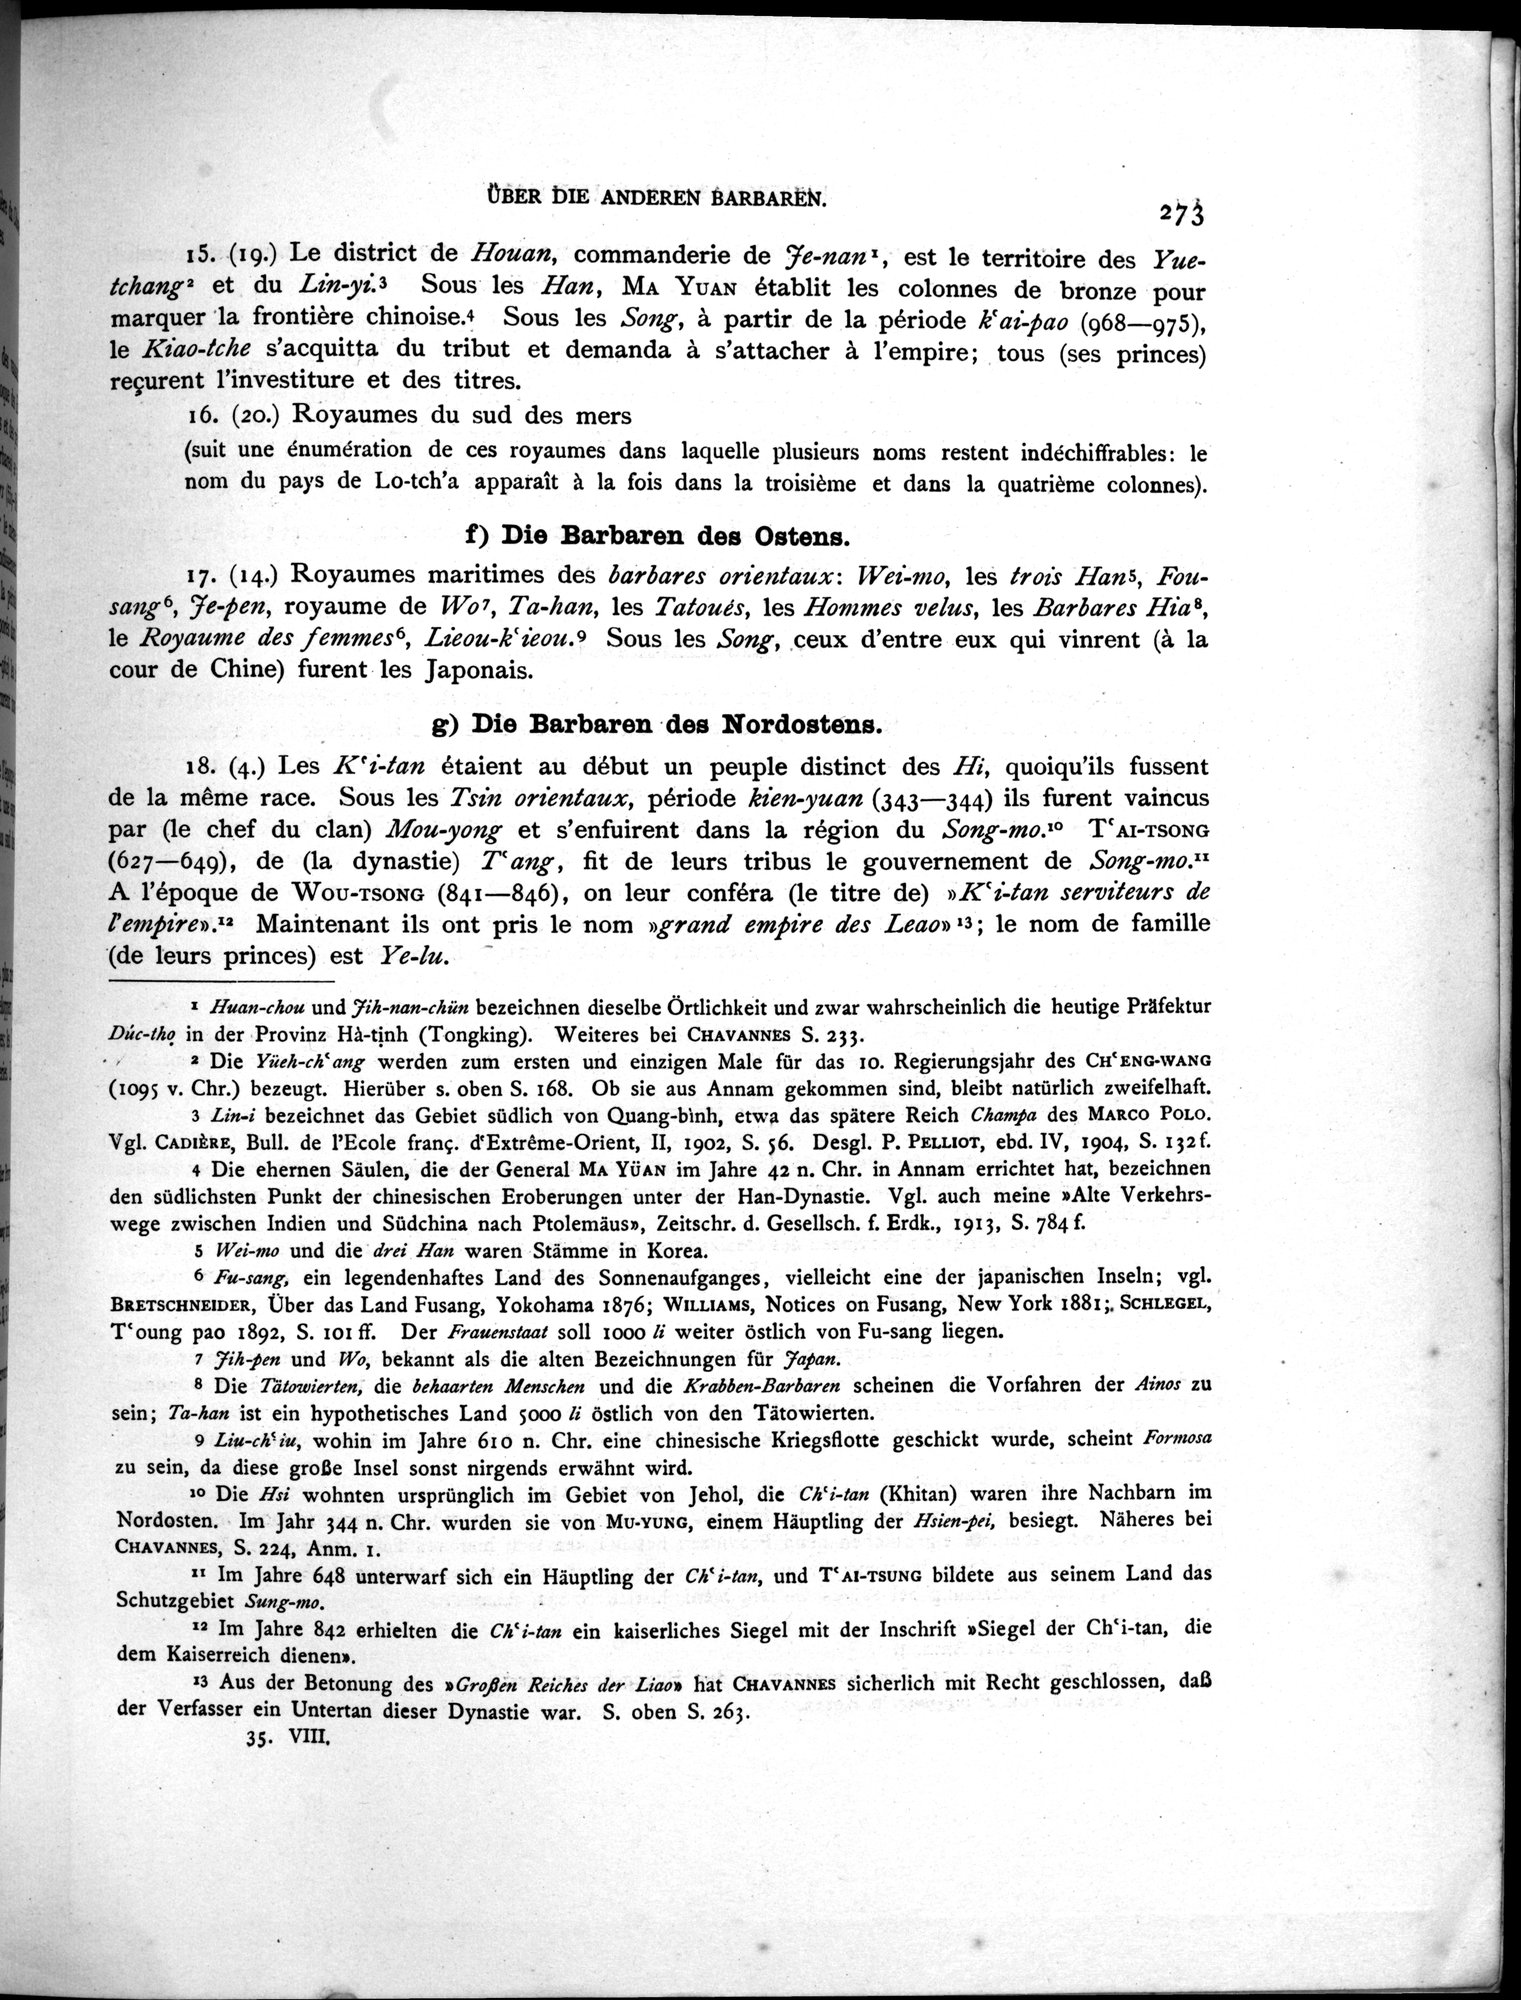 ÜBER DIE ANDEREN BARBAREN.
273
15. (19.) Le district de Houan, commanderie de Je-nan¹, est le territoire des Yue-
tchang² et du Lin-yi.³ Sous les Han, MA YUAN établit les colonnes de bronze pour
marquer la frontière chinoise.⁴ Sous les Song, à partir de la période kʿai-pao (968—975),
le Kiao-tche s'acquitta du tribut et demanda à s'attacher à l'empire; tous (ses princes)
reçurent l'investiture et des titres.
16. (20.) Royaumes du sud des mers
(suit une énumération de ces royaumes dans laquelle plusieurs noms restent indéchiffrables: le
nom du pays de Lo-tch'a apparaît à la fois dans la troisième et dans la quatrième colonnes).
f) Die Barbaren des Ostens.
17. (14.) Royaumes maritimes des barbares orientaux: Wei-mo, les trois Han⁵, Fou-
sang⁶, Je-pen, royaume de Wo⁷, Ta-han, les Tatoués, les Hommes velus, les Barbares Hia⁸,
le Royaume des femmes⁶, Lieou-kʿieou.⁹ Sous les Song, ceux d'entre eux qui vinrent (à la
cour de Chine) furent les Japonais.
g) Die Barbaren des Nordostens.
18. (4.) Les Kʿi-tan étaient au début un peuple distinct des Hi, quoiqu'ils fussent
de la même race. Sous les Tsin orientaux, période kien-yuan (343—344) ils furent vaincus
par (le chef du clan) Mou-yong et s'enfuirent dans la région du Song-mo.¹⁰ TʿAI-TSONG
(627—649), de (la dynastie) Tʿang, fit de leurs tribus le gouvernement de Song-mo.¹¹
A l'époque de WOU-TSONG (841—846), on leur conféra (le titre de) »Kʿi-tan serviteurs de
l'empire».¹² Maintenant ils ont pris le nom »grand empire des Leao»¹³; le nom de famille
(de leurs princes) est Ye-lu.
¹ Huan-chou und Jih-nan-chün bezeichnen dieselbe Örtlichkeit und zwar wahrscheinlich die heutige Präfektur
Dúc-thọ in der Provinz Hà-tịnh (Tongking). Weiteres bei CHAVANNES S. 233.
² Die Yüeh-chʿang werden zum ersten und einzigen Male für das 10. Regierungsjahr des CHʿENG-WANG
(1095 v. Chr.) bezeugt. Hierüber s. oben S. 168. Ob sie aus Annam gekommen sind, bleibt natürlich zweifelhaft.
³ Lin-i bezeichnet das Gebiet südlich von Quang-bình, etwa das spätere Reich Champa des MARCO POLO.
Vgl. CADIÈRE, Bull. de l'Ecole franç. d'Extrême-Orient, II, 1902, S. 56. Desgl. P. PELLIOT, ebd. IV, 1904, S. 132 f.
⁴ Die ehernen Säulen, die der General MA YÜAN im Jahre 42 n. Chr. in Annam errichtet hat, bezeichnen
den südlichsten Punkt der chinesischen Eroberungen unter der Han-Dynastie. Vgl. auch meine »Alte Verkehrs-
wege zwischen Indien und Südchina nach Ptolemäus», Zeitschr. d. Gesellsch. f. Erdk., 1913, S. 784 f.
⁵ Wei-mo und die drei Han waren Stämme in Korea.
⁶ Fu-sang, ein legendenhaftes Land des Sonnenaufganges, vielleicht eine der japanischen Inseln; vgl.
BRETSCHNEIDER, Über das Land Fusang, Yokohama 1876; WILLIAMS, Notices on Fusang, New York 1881; SCHLEGEL,
Tʿoung pao 1892, S. 101 ff. Der Frauenstaat soll 1000 li weiter östlich von Fu-sang liegen.
⁷ Jih-pen und Wo, bekannt als die alten Bezeichnungen für Japan.
⁸ Die Tätowierten, die behaarten Menschen und die Krabben-Barbaren scheinen die Vorfahren der Ainos zu
sein; Ta-han ist ein hypothetisches Land 5000 li östlich von den Tätowierten.
⁹ Liu-chʿiu, wohin im Jahre 610 n. Chr. eine chinesische Kriegsflotte geschickt wurde, scheint Formosa
zu sein, da diese große Insel sonst nirgends erwähnt wird.
¹⁰ Die Hsi wohnten ursprünglich im Gebiet von Jehol, die Chʿi-tan (Khitan) waren ihre Nachbarn im
Nordosten. Im Jahr 344 n. Chr. wurden sie von MU-YUNG, einem Häuptling der Hsien-pei, besiegt. Näheres bei
CHAVANNES, S. 224, Anm. 1.
¹¹ Im Jahre 648 unterwarf sich ein Häuptling der Chʿi-tan, und TʿAI-TSUNG bildete aus seinem Land das
Schutzgebiet Sung-mo.
¹² Im Jahre 842 erhielten die Chʿi-tan ein kaiserliches Siegel mit der Inschrift »Siegel der Chʿi-tan, die
dem Kaiserreich dienen».
¹³ Aus der Betonung des »Großen Reiches der Liao» hat CHAVANNES sicherlich mit Recht geschlossen, daß
der Verfasser ein Untertan dieser Dynastie war. S. oben S. 263.
35. VIII.